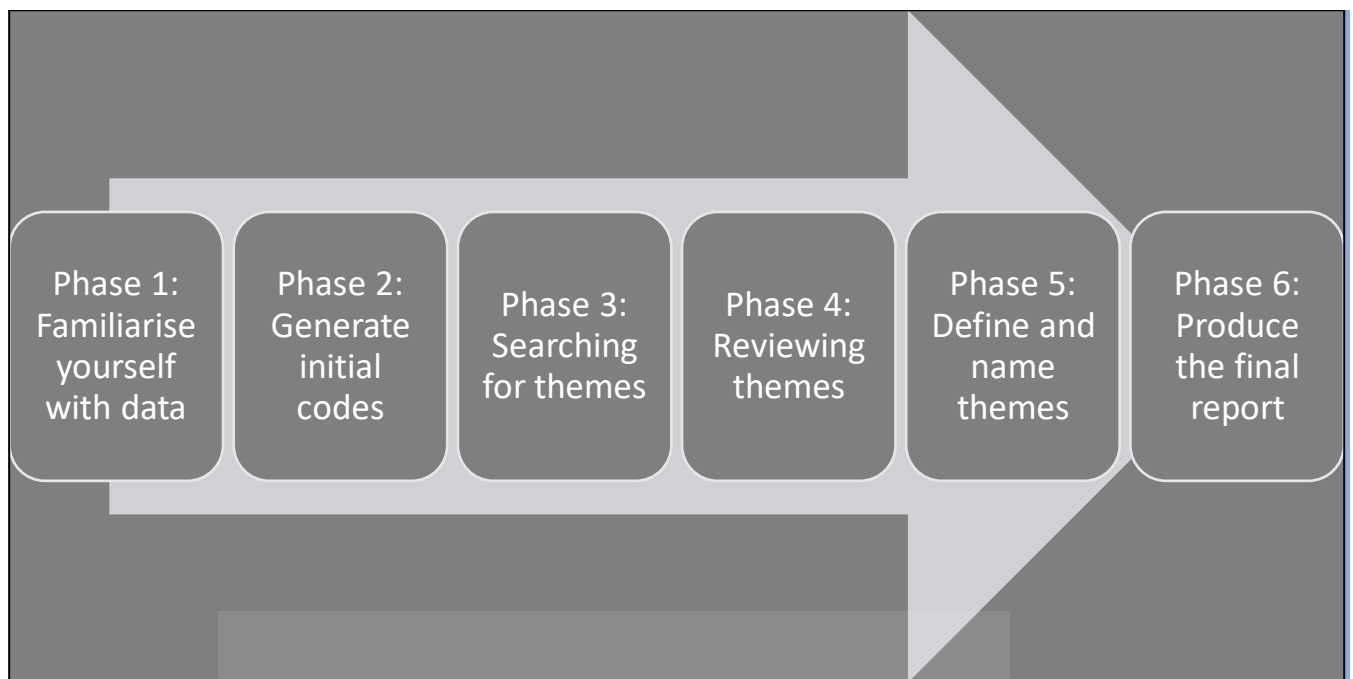 Phase 1:
Familiarise
yourself
with data
Phase 2:
Generate
initial
codes
Phase 3:
Searching
for themes
Phase 4:
Reviewing
themes
Phase 5:
Define and
name
themes
Phase 6:
Produce
the final
report